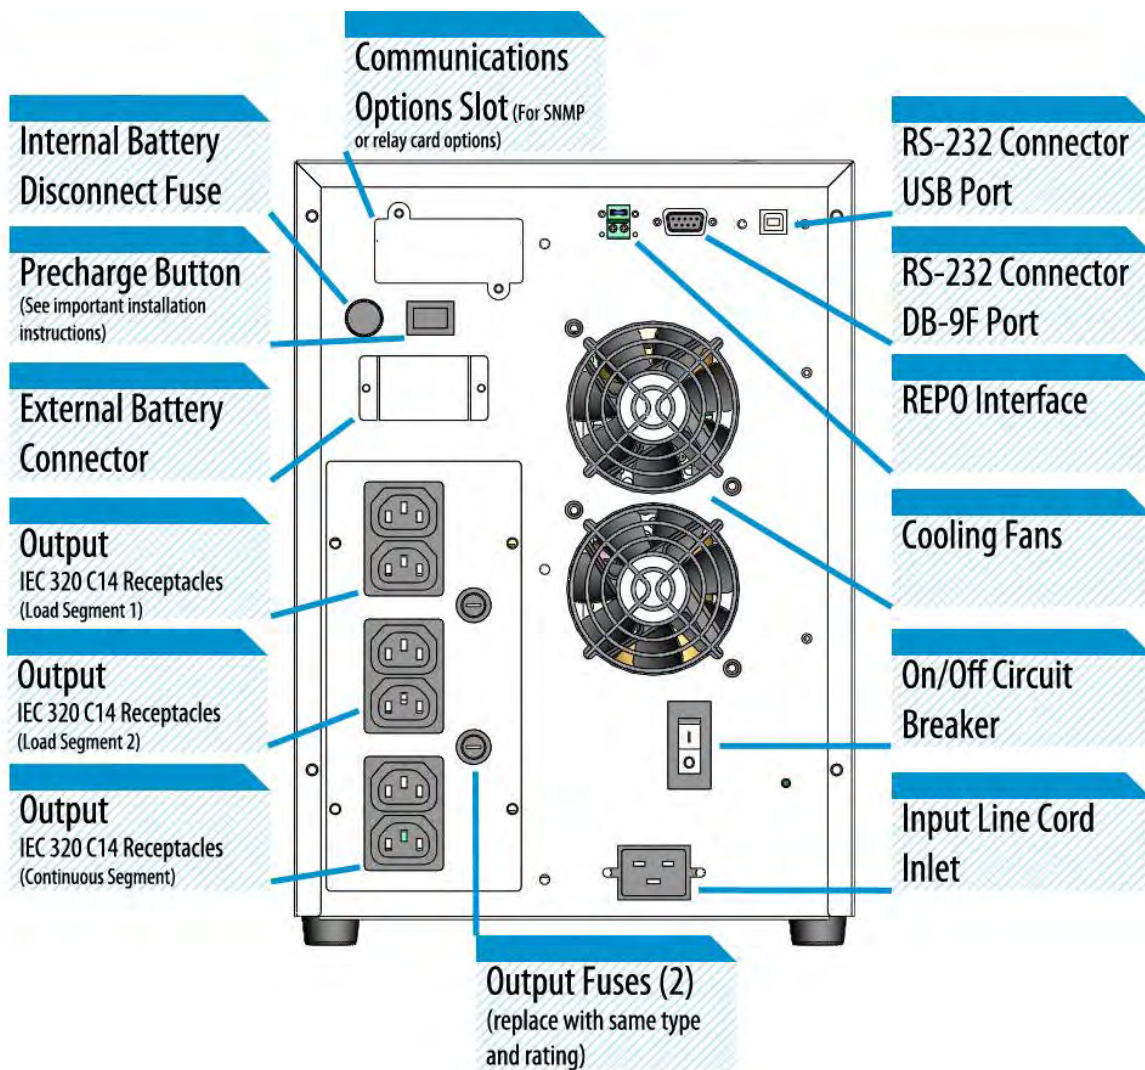 Communications
Options Slot (For SNMP
or relay card options)
Internal Battery
Disconnect Fuse
Precharge Button
(See important installation
instructions)
External Battery
Connector
Output
IEC 320 C14 Receptacles
(Load Segment 1)
Output
IEC 320 C14 Receptacles
(Load Segment 2)
Output
IEC 320 C14 Receptacles
(Continuous Segment)
RS-232 Connector
USB Port
RS-232 Connector
DB-9F Port
REPO Interface
Cooling Fans
On/Off Circuit
Breaker
I
O
Input Line Cord
Inlet
Output Fuses (2)
(replace with same type
and rating)